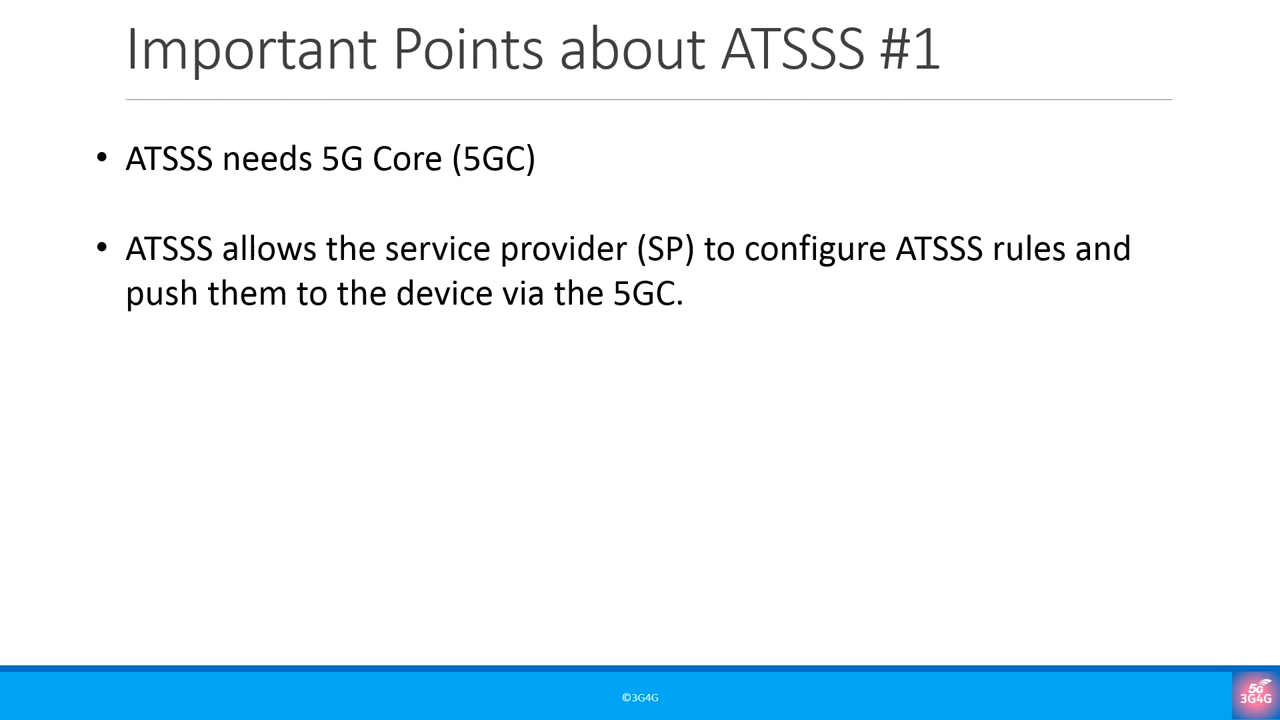 Important Points about ATSSS #1
• ATSSS needs 5G Core (5GC)
• ATSSS allows the service provider (SP) to configure ATSSS rules and
push them to the device via the 5GC.
©3G4G
5G
3G4G